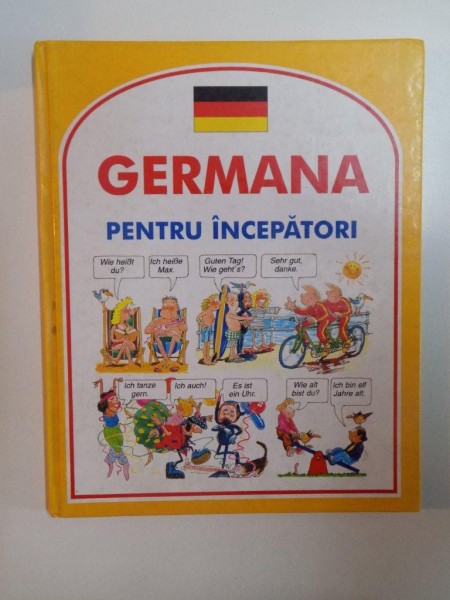 GERMANA
PENTRU ÎNCEPĂTORI
Wie heißt
du?
Ich heiße
Max.
Guten Tag!
Wie geht's?
Sehr gut,
danke.
Ich tanze
gern.
Ich auch!
Es ist
ein Uhr.
Wie alt
bist du?
Ich bin elf
Jahre alt.